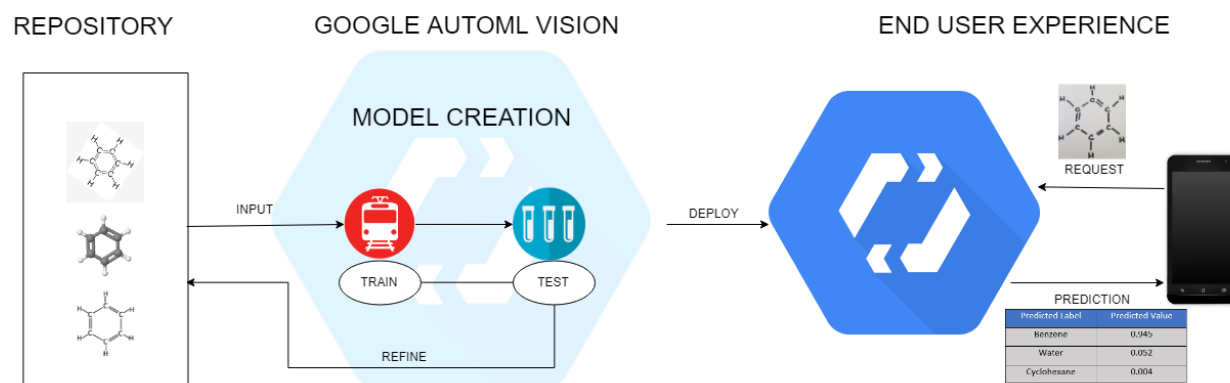 REPOSITORY
GOOGLE AUTOML VISION
END USER EXPERIENCE
MODEL CREATION
INPUT
TRAIN
TEST
REFINE
DEPLOY
REQUEST
PREDICTION
Predicted Label Predicted Value
Benzene 0.945
Water 0.052
Cyclohexane 0.004